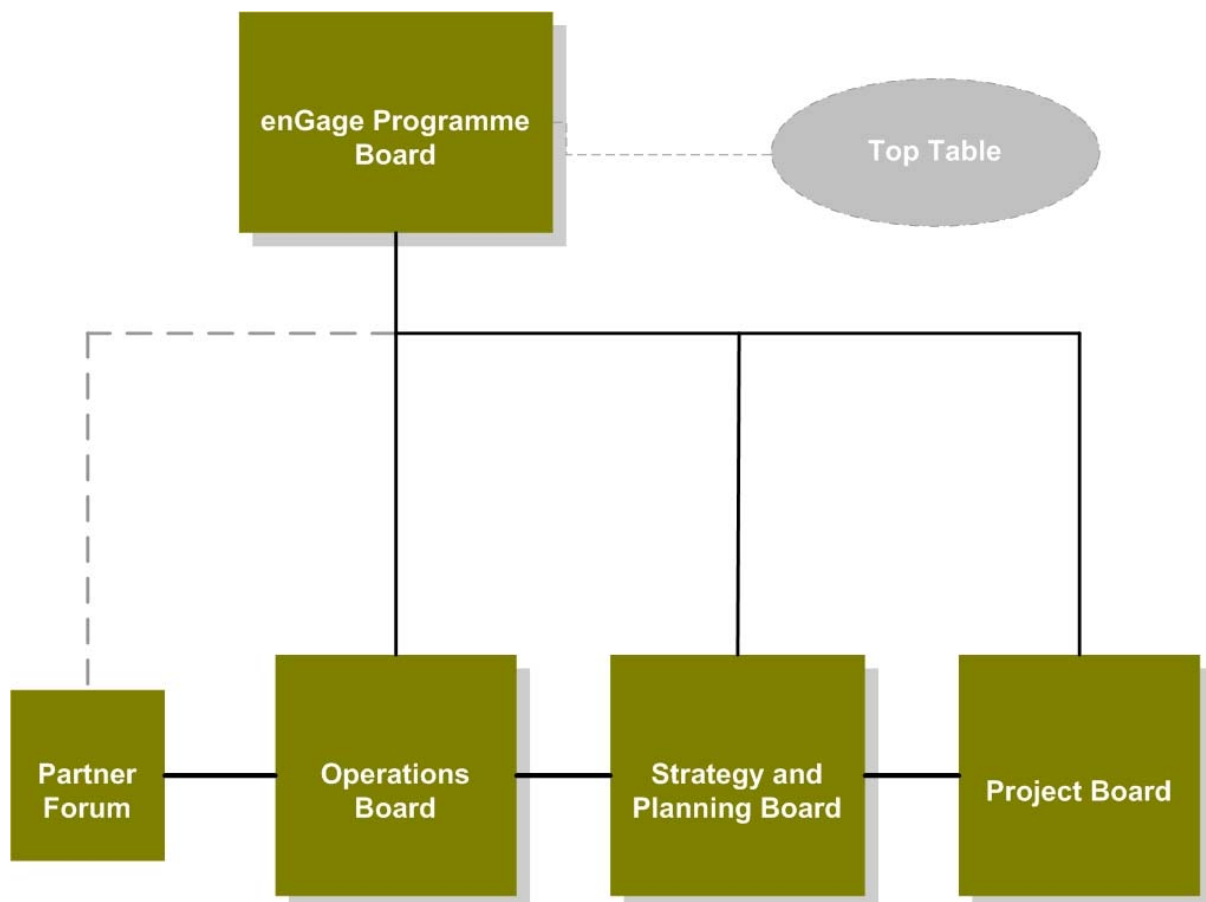 enGage Programme
Board
Top Table
Partner
Forum
Operations
Board
Strategy and
Planning Board
Project Board